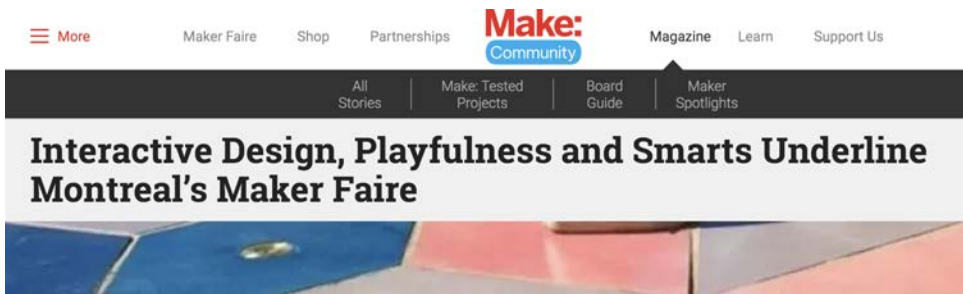 More
Maker Faire
Shop
Partnerships
Make:
Community
Magazine
Learn
Support Us
All
Stories
Make: Tested
Projects
Board
Guide
Maker
Spotlights
Interactive Design, Playfulness and Smarts Underline
Montreal's Maker Faire